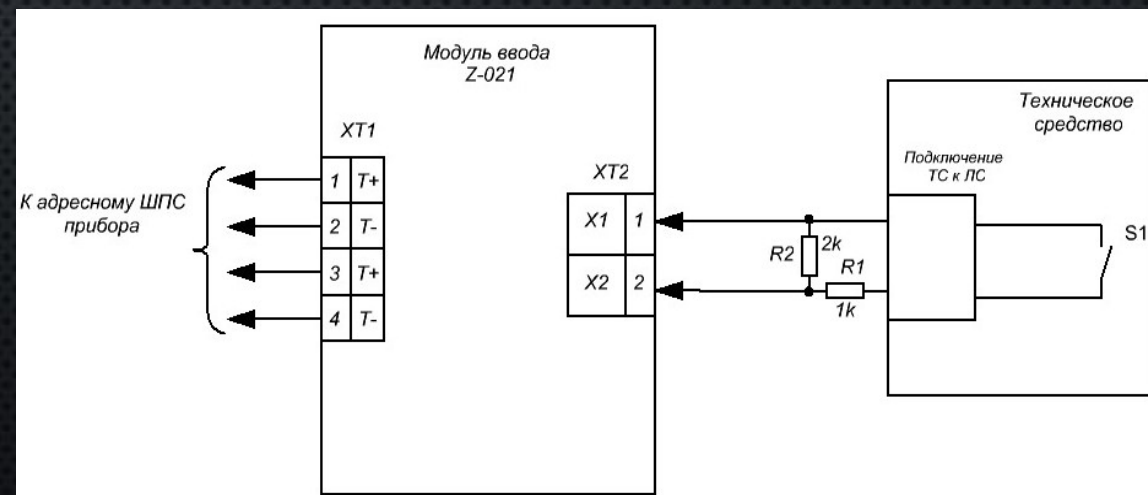 Модуль ввода
Z-021
XT1
1 T+
2 T-
3 T+
4 T-
К адресному ШПС
прибора
XT2
X1 1
X2 2
R2
2k
R1
1k
Техническое
средство
Подключение
ТС к ЛС
S1